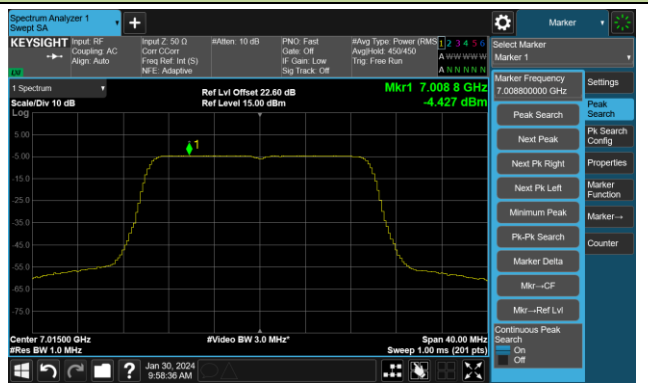 Spectrum Analyzer 1
Swept SA
Marker
KEYSIGHT
Input: RF
Coupling: AC
Align: Auto
Input Z: 50 Ω
Corr CCorr
Freq Ref: Int (S)
NFE: Adaptive
#Atten: 10 dB
PNO: Fast
Gate: Off
IF Gain: Low
Sig Track: Off
#Avg Type: Power (RMS
Avg|Hold: 450/450
Trig: Free Run
1 2 3 4 5 6
A W W W W W
A N N N N N
LV
Select Marker
Marker 1
1 Spectrum
Scale/Div 10 dB
Ref Lvl Offset 22.60 dB
Ref Level 15.00 dBm
Mkr1 7.008 8 GHz
-4.427 dBm
Log
5.00
-5.00
-15.0
-25.0
-35.0
-45.0
-55.0
-65.0
-75.0
1
Center 7.01500 GHz
#Res BW 1.0 MHz
#Video BW 3.0 MHz*
Span 40.00 MHz
Sweep 1.00 ms (201 pts)
Marker Frequency
7.008800000 GHz
Peak Search
Next Peak
Next Pk Right
Next Pk Left
Minimum Peak
Pk-Pk Search
Marker Delta
Mkr→CF
Mkr→Ref Lvl
Continuous Peak
Search
On
Off
Settings
Peak
Search
Pk Search
Config
Properties
Marker
Function
Marker→
Counter
?
Jan 30, 2024
9:58:36 AM